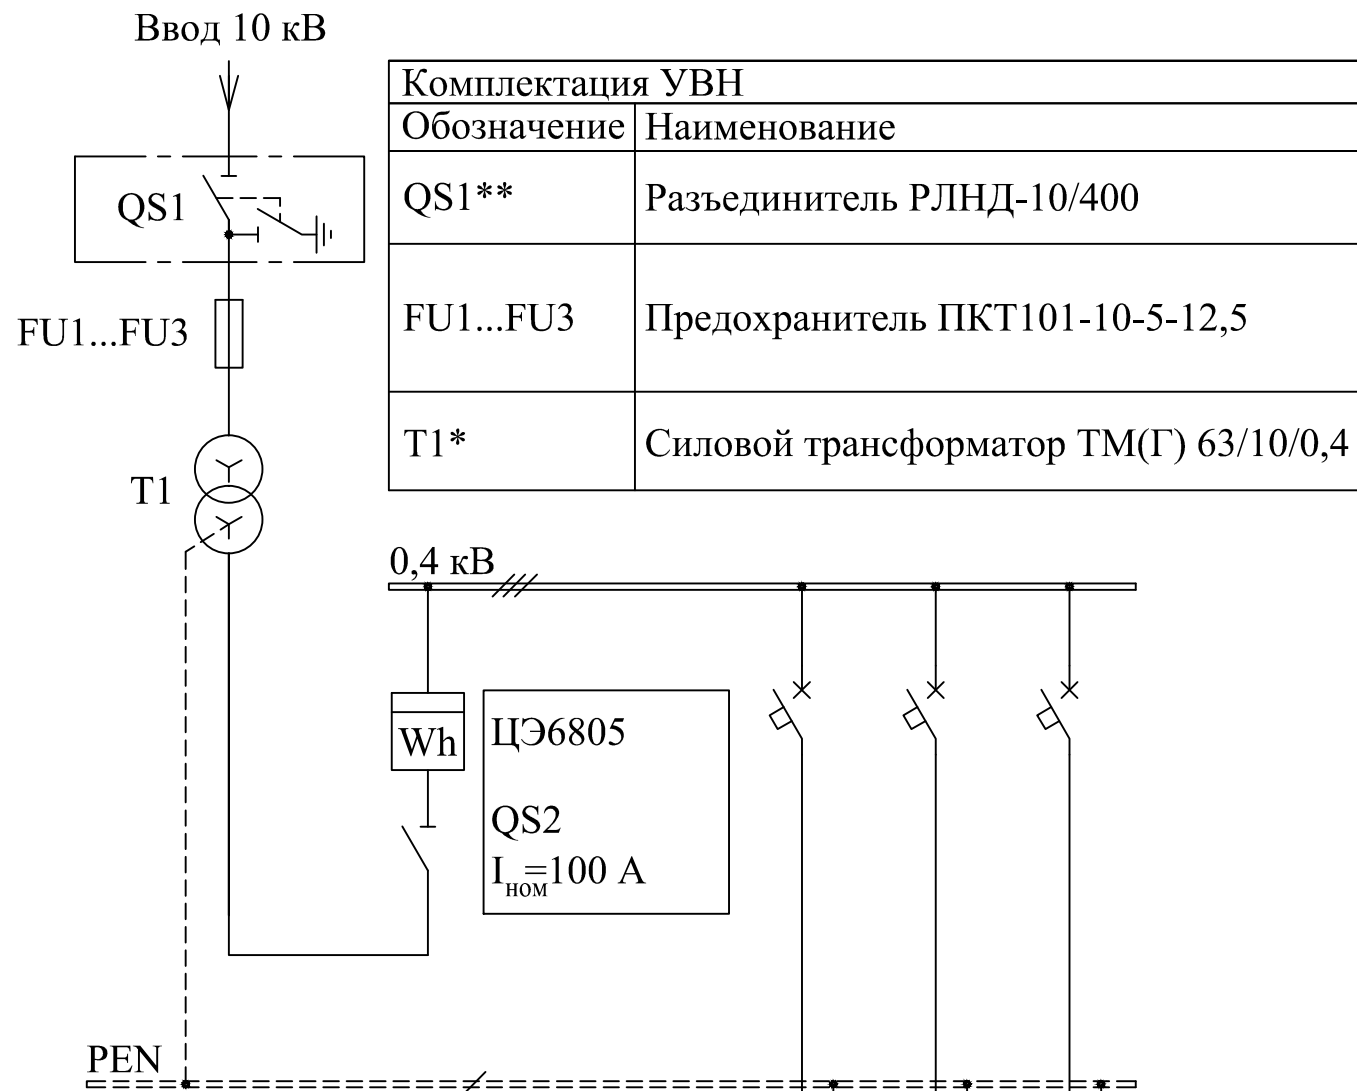 Ввод 10 кВ
Комплектация УВН
Обозначение Наименование
QS1** Разъединитель РЛНД-10/400
FU1...FU3 Предохранитель ПКТ101-10-5-12,5
T1* Силовой трансформатор ТМ(Г) 63/10/0,4
QS1
FU1...FU3
T1
0,4 кВ
Wh
ЦЭ6805
QS2
Iном=100 А
PEN